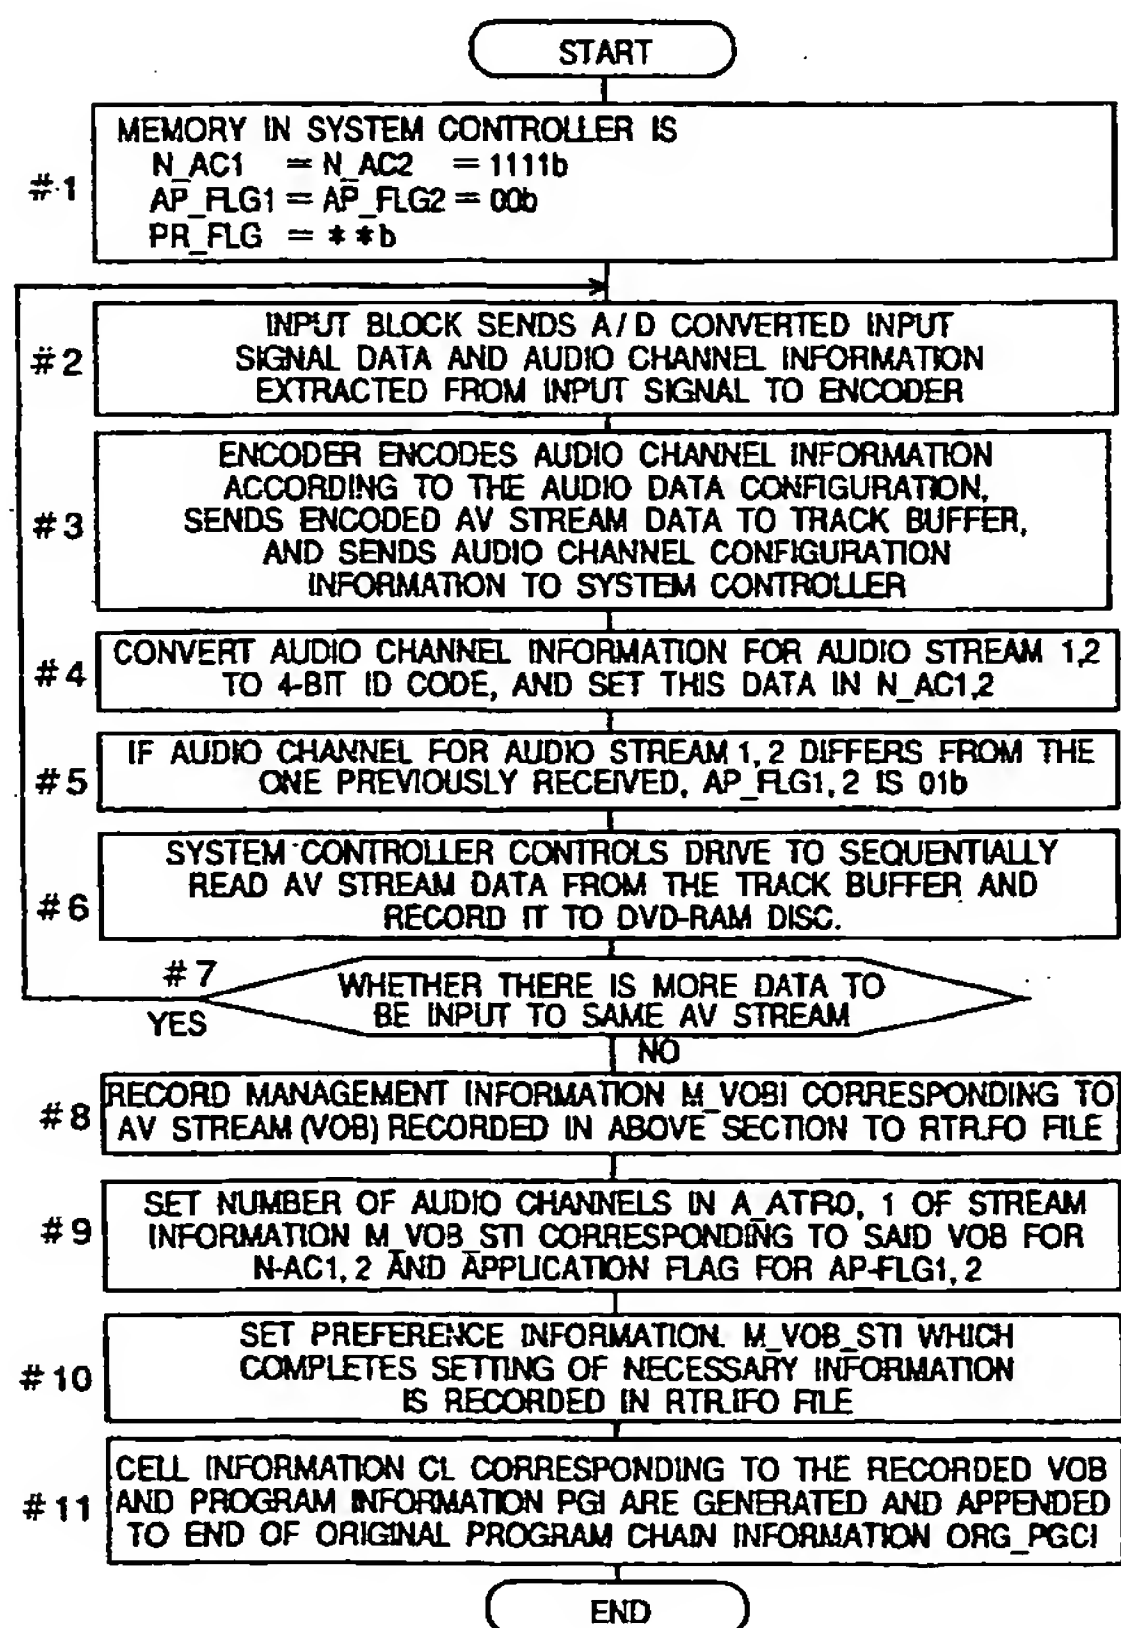 START
MEMORY IN SYSTEM CONTROLLER IS
N_AC1 = N_AC2 = 1111b
AP_FLG1 = AP_FLG2 = 00b
PR_FLG = **b
#1
INPUT BLOCK SENDS A/D CONVERTED INPUT
SIGNAL DATA AND AUDIO CHANNEL INFORMATION
EXTRACTED FROM INPUT SIGNAL TO ENCODER
#2
ENCODER ENCODES AUDIO CHANNEL INFORMATION
ACCORDING TO THE AUDIO DATA CONFIGURATION,
SENDS ENCODED AV STREAM DATA TO TRACK BUFFER,
AND SENDS AUDIO CHANNEL CONFIGURATION
INFORMATION TO SYSTEM CONTROLLER
#3
CONVERT AUDIO CHANNEL INFORMATION FOR AUDIO STREAM 1,2
TO 4-BIT ID CODE, AND SET THIS DATA IN N_AC1,2
#4
IF AUDIO CHANNEL FOR AUDIO STREAM 1, 2 DIFFERS FROM THE
ONE PREVIOUSLY RECEIVED, AP_FLG1, 2 IS 01b
#5
SYSTEM CONTROLLER CONTROLS DRIVE TO SEQUENTIALLY
READ AV STREAM DATA FROM THE TRACK BUFFER AND
RECORD IT TO DVD-RAM DISC.
#6
#7
WHETHER THERE IS MORE DATA TO
BE INPUT TO SAME AV STREAM
YES
NO
RECORD MANAGEMENT INFORMATION M_VOBI CORRESPONDING TO
AV STREAM (VOB) RECORDED IN ABOVE SECTION TO RTR.IFO FILE
#8
SET NUMBER OF AUDIO CHANNELS IN A_ATR0, 1 OF STREAM
INFORMATION M_VOB_STI CORRESPONDING TO SAID VOB FOR
N-AC1, 2 AND APPLICATION FLAG FOR AP-FLG1, 2
#9
SET PREFERENCE INFORMATION. M_VOB_STI WHICH
COMPLETES SETTING OF NECESSARY INFORMATION
IS RECORDED IN RTR.IFO FILE
#10
CELL INFORMATION CL CORRESPONDING TO THE RECORDED VOB
AND PROGRAM INFORMATION PGI ARE GENERATED AND APPENDED
TO END OF ORIGINAL PROGRAM CHAIN INFORMATION ORG_PGCI
#11
END